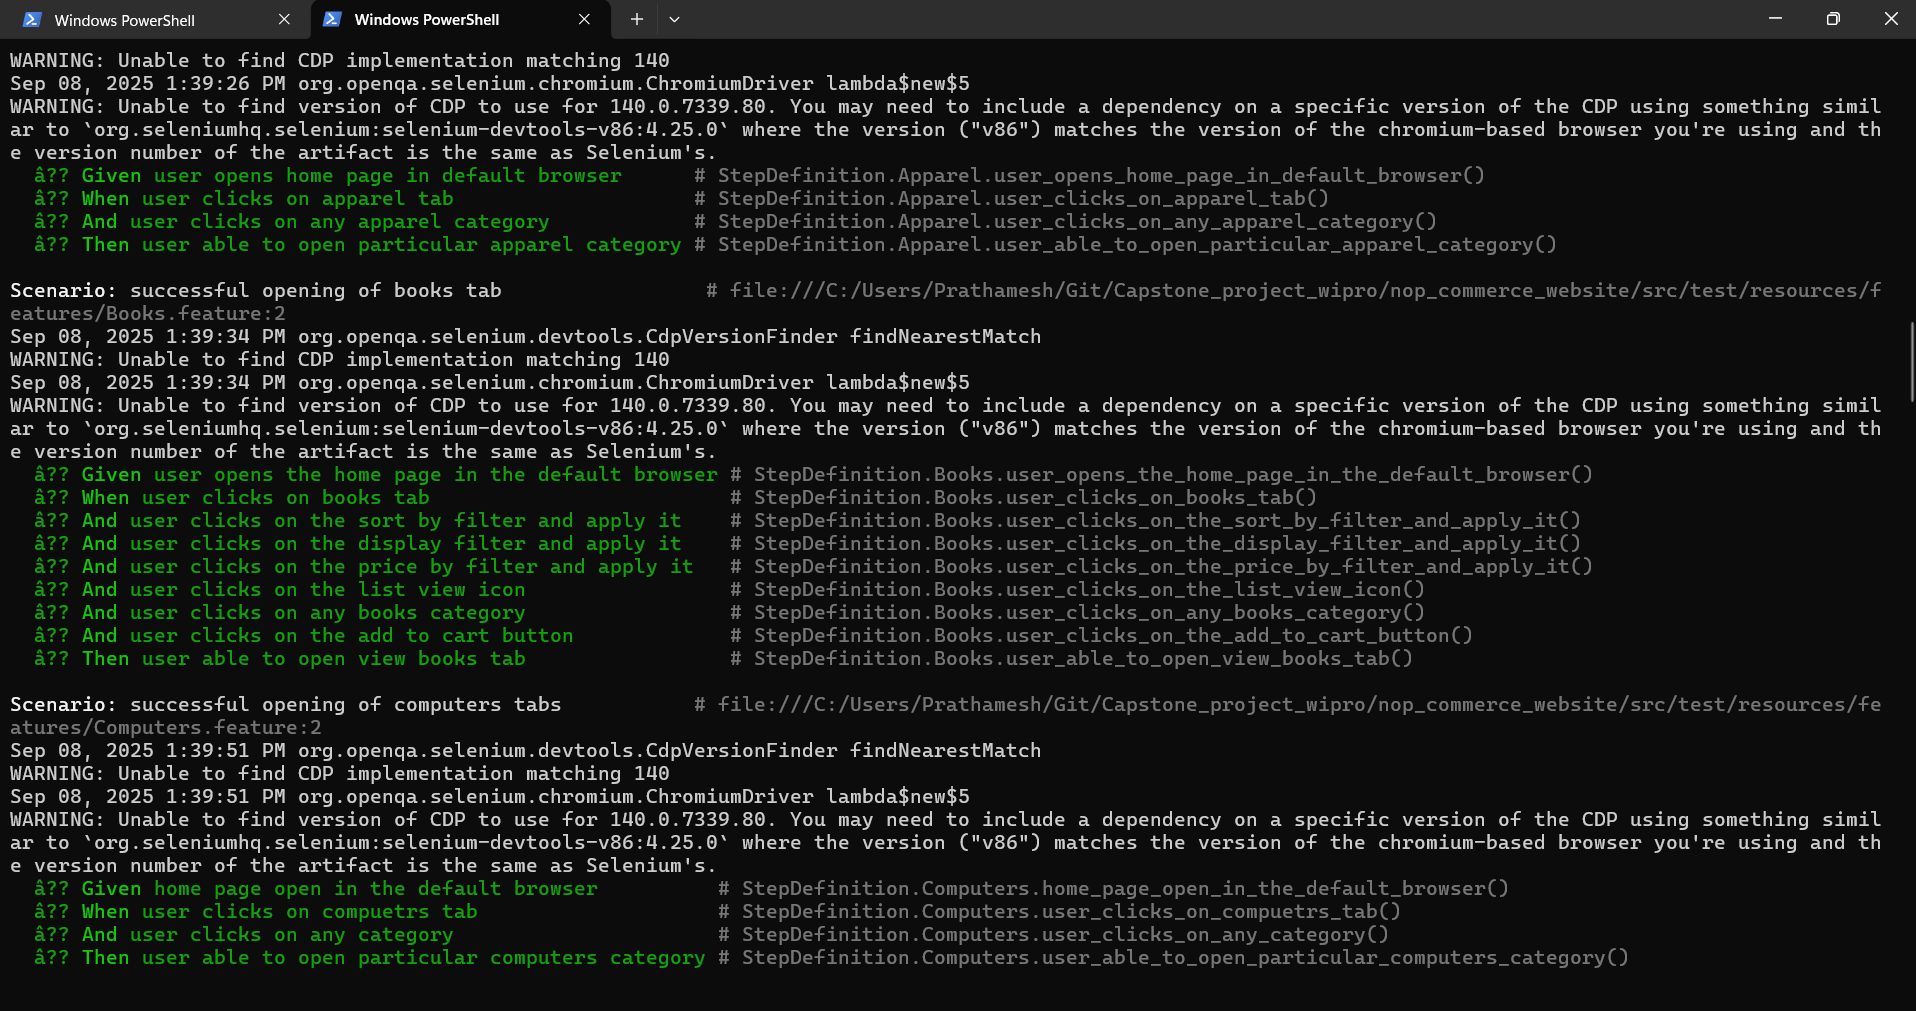 Windows PowerShell
Windows PowerShell
WARNING: Unable to find CDP implementation matching 140
Sep 08, 2025 1:39:26 PM org.openqa.selenium.chromium.ChromiumDriver lambda$new$5
WARNING: Unable to find version of CDP to use for 140.0.7339.80. You may need to include a dependency on a specific version of the CDP using something simil
ar to `org.seleniumhq.selenium:selenium-devtools-v86:4.25.0` where the version ("v86") matches the version of the chromium-based browser you're using and th
e version number of the artifact is the same as Selenium's.
â?? Given user opens home page in default browser # StepDefinition.Apparel.user_opens_home_page_in_default_browser()
â?? When user clicks on apparel tab # StepDefinition.Apparel.user_clicks_on_apparel_tab()
â?? And user clicks on any apparel category # StepDefinition.Apparel.user_clicks_on_any_apparel_category()
â?? Then user able to open particular apparel category # StepDefinition.Apparel.user_able_to_open_particular_apparel_category()
Scenario: successful opening of books tab # file:///C:/Users/Prathamesh/Git/Capstone_project_wipro/nop_commerce_website/src/test/resources/f
eatures/Books.feature:2
Sep 08, 2025 1:39:34 PM org.openqa.selenium.devtools.CdpVersionFinder findNearestMatch
WARNING: Unable to find CDP implementation matching 140
Sep 08, 2025 1:39:34 PM org.openqa.selenium.chromium.ChromiumDriver lambda$new$5
WARNING: Unable to find version of CDP to use for 140.0.7339.80. You may need to include a dependency on a specific version of the CDP using something simil
ar to `org.seleniumhq.selenium:selenium-devtools-v86:4.25.0` where the version ("v86") matches the version of the chromium-based browser you're using and th
e version number of the artifact is the same as Selenium's.
â?? Given user opens the home page in the default browser # StepDefinition.Books.user_opens_the_home_page_in_the_default_browser()
â?? When user clicks on books tab # StepDefinition.Books.user_clicks_on_books_tab()
â?? And user clicks on the sort by filter and apply it # StepDefinition.Books.user_clicks_on_the_sort_by_filter_and_apply_it()
â?? And user clicks on the display filter and apply it # StepDefinition.Books.user_clicks_on_the_display_filter_and_apply_it()
â?? And user clicks on the price by filter and apply it # StepDefinition.Books.user_clicks_on_the_price_by_filter_and_apply_it()
â?? And user clicks on the list view icon # StepDefinition.Books.user_clicks_on_the_list_view_icon()
â?? And user clicks on any books category # StepDefinition.Books.user_clicks_on_any_books_category()
â?? And user clicks on the add to cart button # StepDefinition.Books.user_clicks_on_the_add_to_cart_button()
â?? Then user able to open view books tab # StepDefinition.Books.user_able_to_open_view_books_tab()
Scenario: successful opening of computers tabs # file:///C:/Users/Prathamesh/Git/Capstone_project_wipro/nop_commerce_website/src/test/resources/fe
atures/Computers.feature:2
Sep 08, 2025 1:39:51 PM org.openqa.selenium.devtools.CdpVersionFinder findNearestMatch
WARNING: Unable to find CDP implementation matching 140
Sep 08, 2025 1:39:51 PM org.openqa.selenium.chromium.ChromiumDriver lambda$new$5
WARNING: Unable to find version of CDP to use for 140.0.7339.80. You may need to include a dependency on a specific version of the CDP using something simil
ar to `org.seleniumhq.selenium:selenium-devtools-v86:4.25.0` where the version ("v86") matches the version of the chromium-based browser you're using and th
e version number of the artifact is the same as Selenium's.
â?? Given home page open in the default browser # StepDefinition.Computers.home_page_open_in_the_default_browser()
â?? When user clicks on compuetrs tab # StepDefinition.Computers.user_clicks_on_compuetrs_tab()
â?? And user clicks on any category # StepDefinition.Computers.user_clicks_on_any_category()
â?? Then user able to open particular computers category # StepDefinition.Computers.user_able_to_open_particular_computers_category()